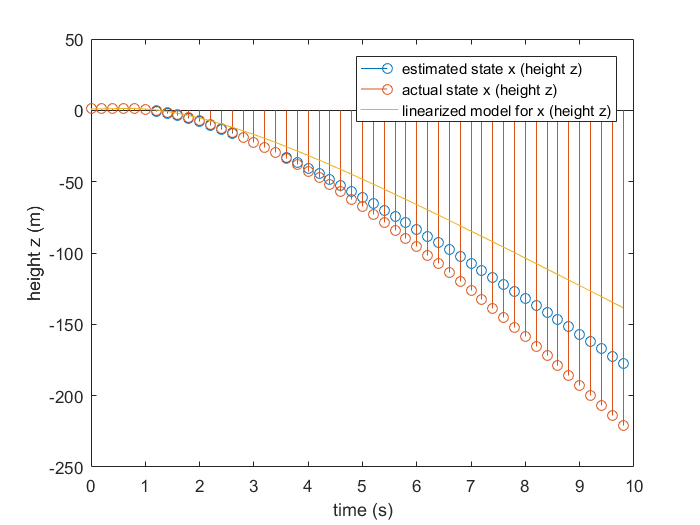 estimated state x (height z)
actual state x (height z)
linearized model for x (height z)
height z (m)
50
0
-50
-100
-150
-200
-250
0 1 2 3 4 5 6 7 8 9 10
time (s)